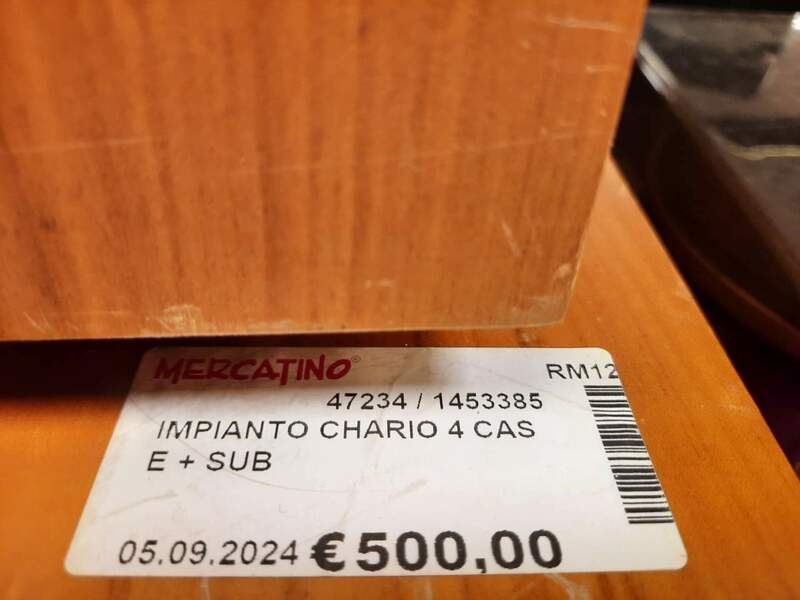 MERCATINO® RM12
47234 / 1453385
IMPIANTO CHARIO 4 CAS
E + SUB
05.09.2024 €500,00